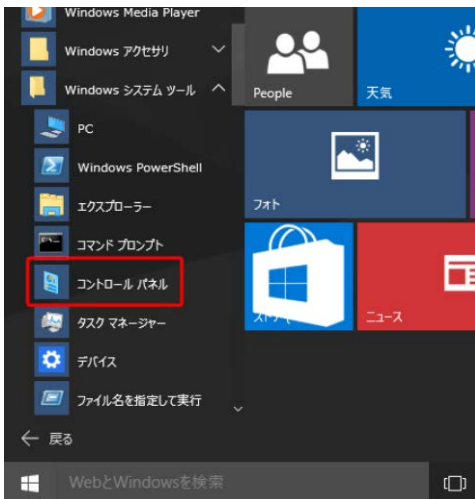 Windows Media Player
Windows アクセサリ
Windows システム ツール
PC
Windows PowerShell
エクスプローラー
コマンド プロンプト
コントロール パネル
タスク マネージャー
デバイス
ファイル名を指定して実行
戻る
WebとWindowsを検索
People
天気
フォト
ニュース